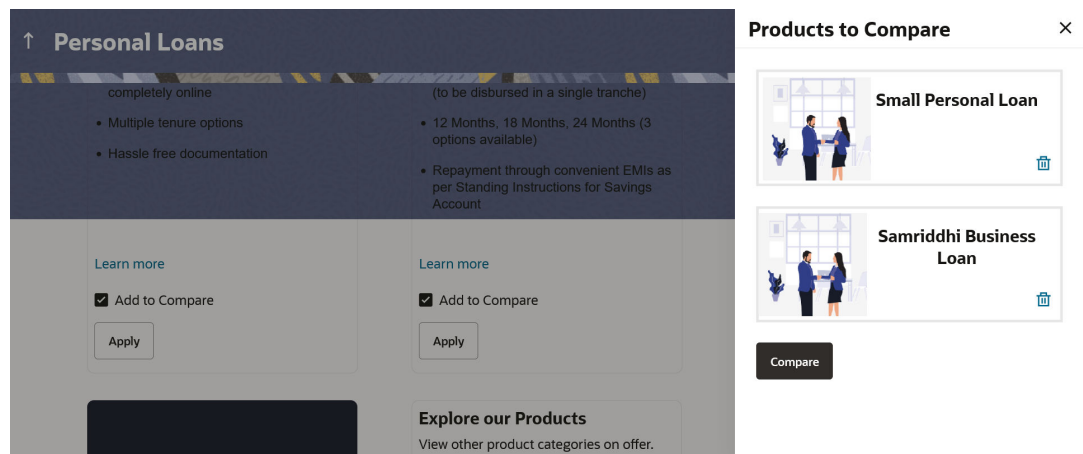 ↑ Personal Loans
completely online
• Multiple tenure options
• Hassle free documentation
Learn more
Add to Compare
Apply
(to be disbursed in a single tranche)
• 12 Months, 18 Months, 24 Months (3
options available)
• Repayment through convenient EMIs as
per Standing Instructions for Savings
Account
Learn more
Add to Compare
Apply
Explore our Products
View other product categories on offer.
Products to Compare
Small Personal Loan
Samriddhi Business
Loan
Compare